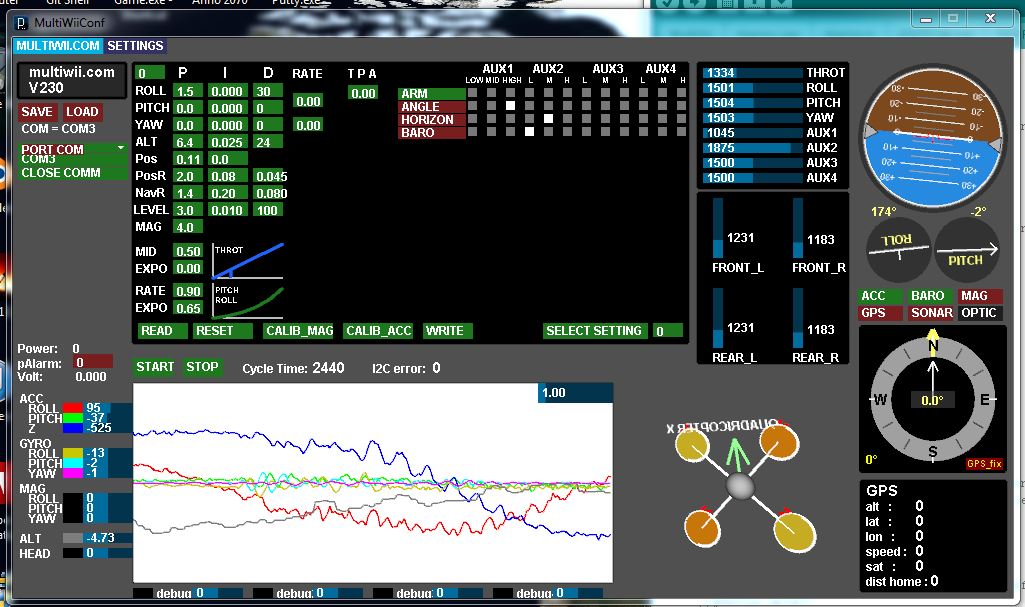 Git Shell
Game.exe
Anno 2070
Putty.exe
MultiWiiConf
MULTIWII.COM SETTINGS
multiwii.com
V230
SAVE LOAD
COM = COM3
PORT COM
COM3
CLOSE COMM
0 P I D RATE T P A
ROLL 1.5 0.000 30
0.00 0.00
PITCH 0.0 0.000 0
YAW 0.0 0.000 0 0.00
ALT 6.4 0.025 24
Pos 0.11 0.0
PosR 2.0 0.08 0.045
NavR 1.4 0.20 0.080
LEVEL 3.0 0.010 100
MAG 4.0
MID 0.50
EXPO 0.00
THROT
RATE 0.90
EXPO 0.65
PITCH
ROLL
AUX1 AUX2 AUX3 AUX4
LOW MID HIGH L M H L M H L M H
ARM
ANGLE
HORIZON
BARO
READ RESET CALIB_MAG CALIB_ACC WRITE SELECT SETTING 0
1334 THROT
1501 ROLL
1504 PITCH
1503 YAW
1045 AUX1
1875 AUX2
1500 AUX3
1500 AUX4
1231 1183
FRONT_L FRONT_R
1231 1183
REAR_L REAR_R
-30 -30
-20 -20
-10 -10
+10 +10
+20 +20
+30 +30
174° -2°
ROLL PITCH
ACC BARO MAG
GPS SONAR OPTIC
N
W 0.0° E
S
0° GPS_fix
Power: 0
pAlarm: 0
Volt: 0.000
START STOP Cycle Time: 2440 I2C error: 0
1.00
ACC
ROLL 95
PITCH -37
Z -525
GYRO
ROLL -13
PITCH -2
YAW -1
MAG
ROLL 0
PITCH 0
YAW 0
ALT -4.73
HEAD 0
debug 0 debug 0 debug 0 debug 0
QUADRICOPTER X
GPS
alt : 0
lat : 0
lon : 0
speed : 0
sat : 0
dist home : 0